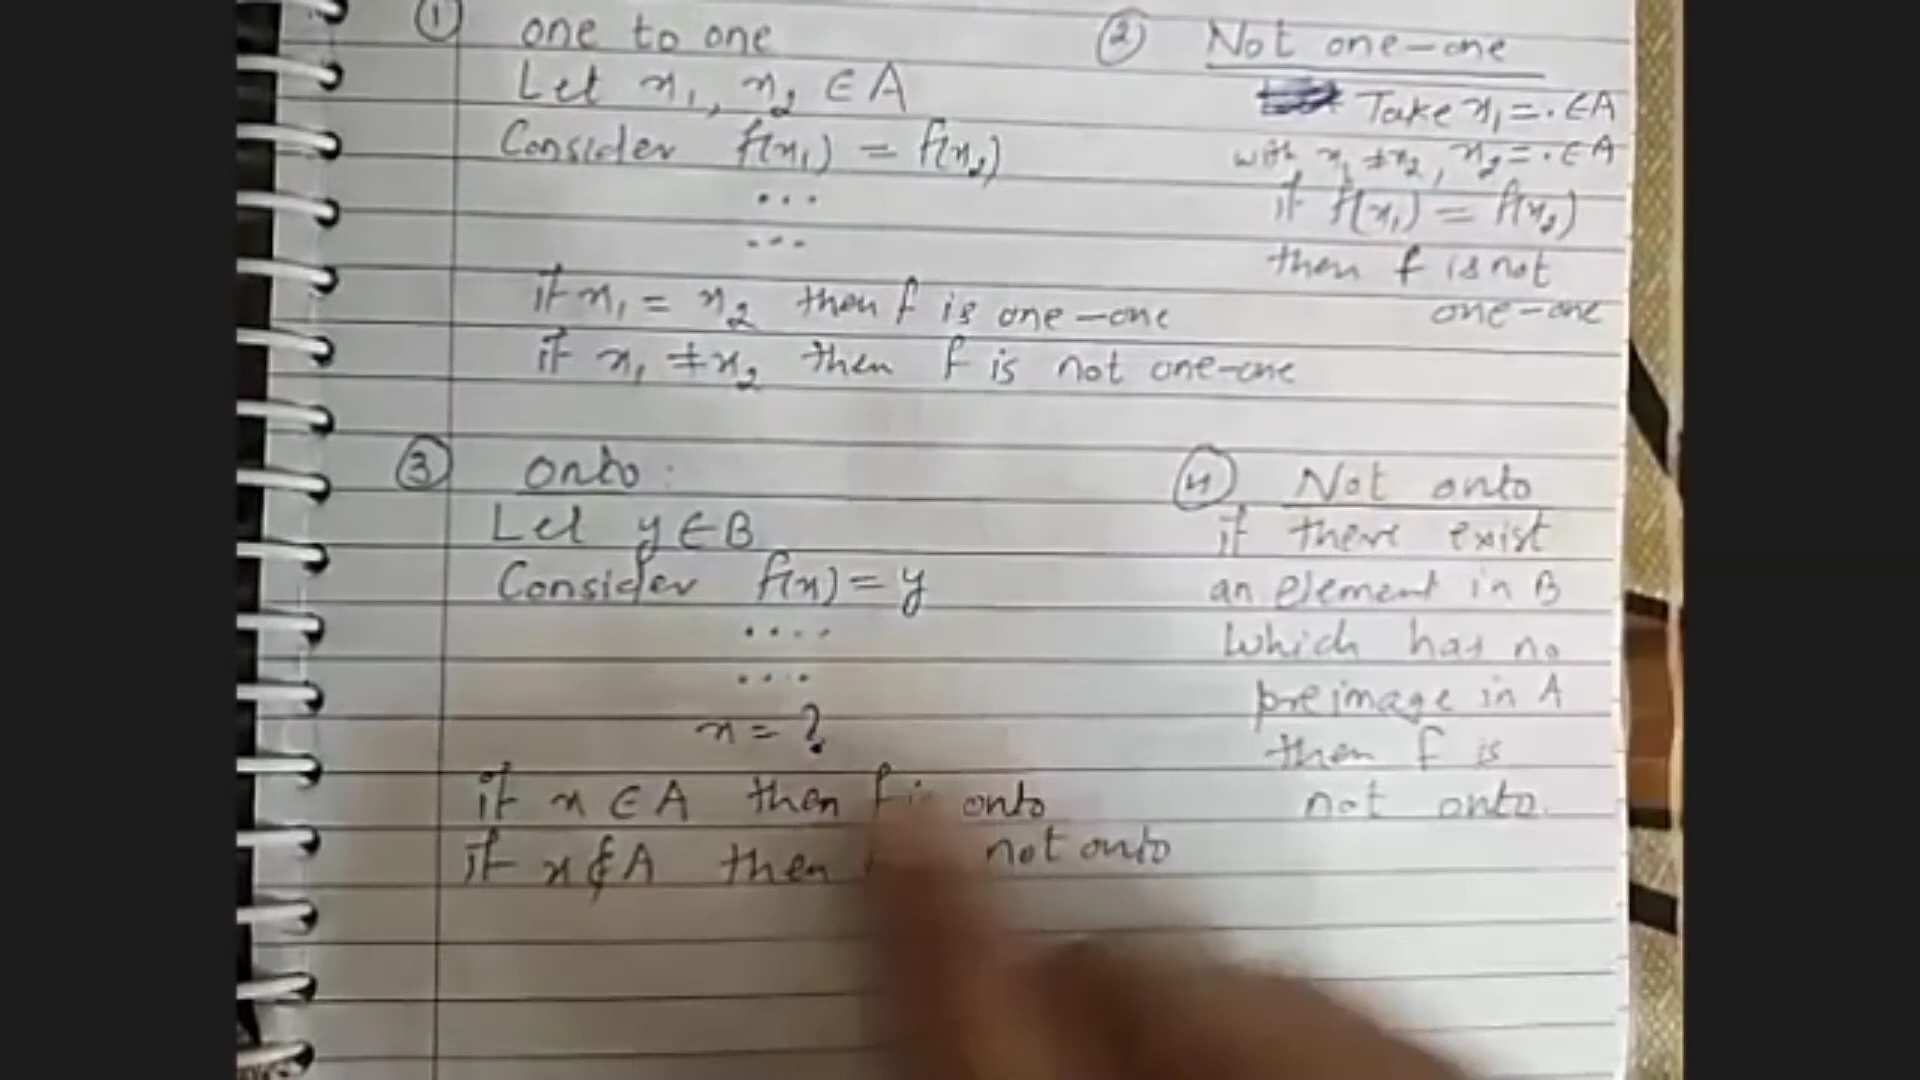 ① one to one
Let x₁, x₂ ∈ A
Consider f(x₁) = f(x₂)
...
...
if x₁ = x₂ then f is one-one
if x₁ ≠ x₂ then f is not one-one
② Not one-one
Take x₁ = . ∈ A
with x₁ ≠ x₂, x₂ = . ∈ A
if f(x₁) = f(x₂)
then f is not
one-one
③ onto:
Let y ∈ B
Consider f(x) = y
....
....
x = ?
if x ∈ A then f is onto
if x ∉ A then not onto
④ Not onto
if there exist
an element in B
which has no
preimage in A
then f is
not onto.